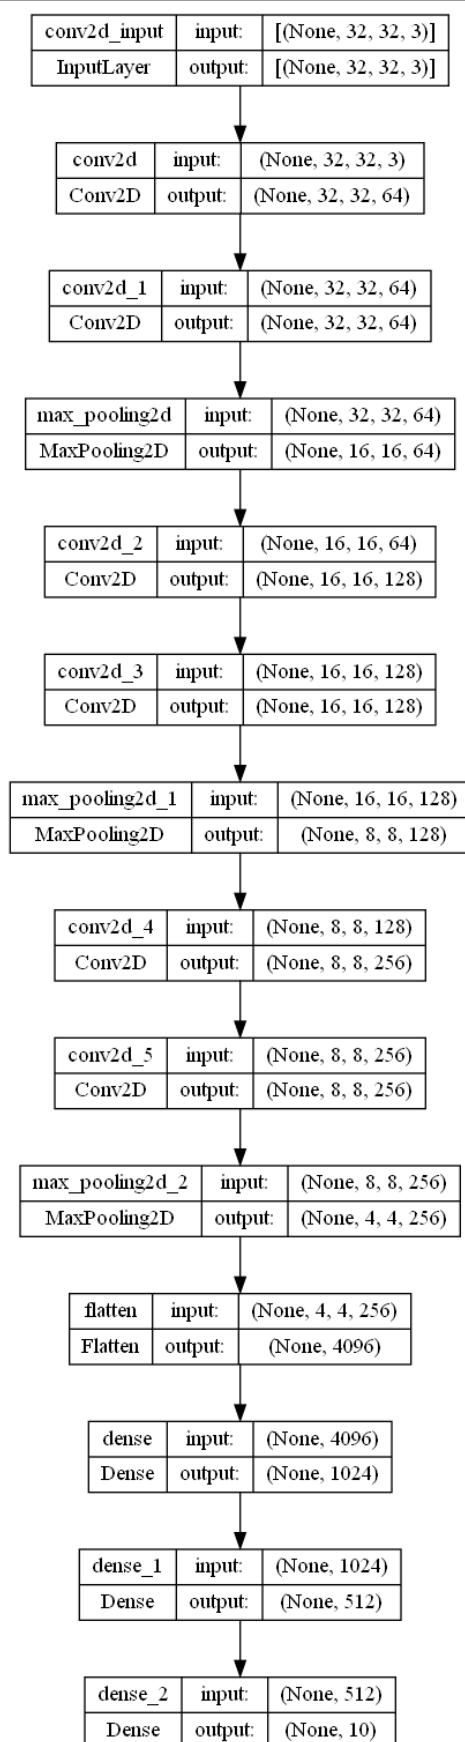 conv2d_input input: [(None, 32, 32, 3)]
InputLayer output: [(None, 32, 32, 3)]
conv2d input: (None, 32, 32, 3)
Conv2D output: (None, 32, 32, 64)
conv2d_1 input: (None, 32, 32, 64)
Conv2D output: (None, 32, 32, 64)
max_pooling2d input: (None, 32, 32, 64)
MaxPooling2D output: (None, 16, 16, 64)
conv2d_2 input: (None, 16, 16, 64)
Conv2D output: (None, 16, 16, 128)
conv2d_3 input: (None, 16, 16, 128)
Conv2D output: (None, 16, 16, 128)
max_pooling2d_1 input: (None, 16, 16, 128)
MaxPooling2D output: (None, 8, 8, 128)
conv2d_4 input: (None, 8, 8, 128)
Conv2D output: (None, 8, 8, 256)
conv2d_5 input: (None, 8, 8, 256)
Conv2D output: (None, 8, 8, 256)
max_pooling2d_2 input: (None, 8, 8, 256)
MaxPooling2D output: (None, 4, 4, 256)
flatten input: (None, 4, 4, 256)
Flatten output: (None, 4096)
dense input: (None, 4096)
Dense output: (None, 1024)
dense_1 input: (None, 1024)
Dense output: (None, 512)
dense_2 input: (None, 512)
Dense output: (None, 10)